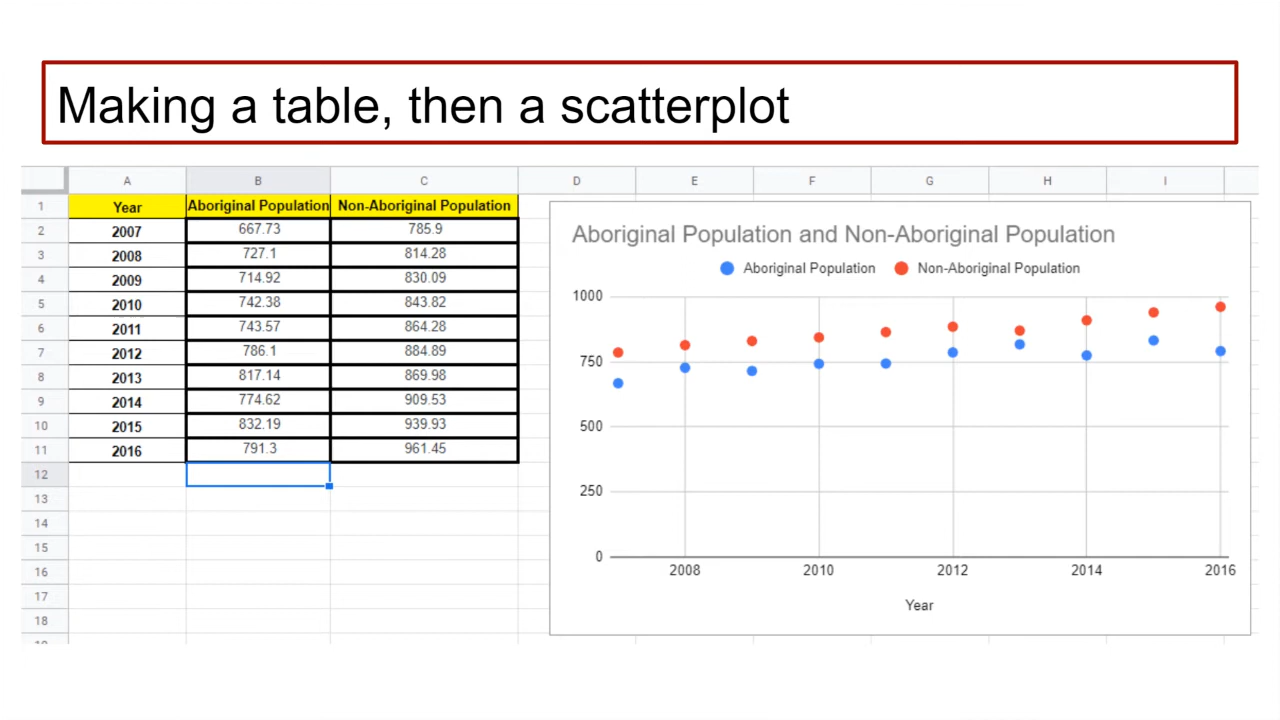 Making a table, then a scatterplot
A B C D E F G H I
1 Year Aboriginal Population Non-Aboriginal Population
2 2007 667.73 785.9
3 2008 727.1 814.28
4 2009 714.92 830.09
5 2010 742.38 843.82
6 2011 743.57 864.28
7 2012 786.1 884.89
8 2013 817.14 869.98
9 2014 774.62 909.53
10 2015 832.19 939.93
11 2016 791.3 961.45
12
13
14
15
16
17
18
Aboriginal Population and Non-Aboriginal Population
Aboriginal Population Non-Aboriginal Population
1000
750
500
250
0
2008 2010 2012 2014 2016
Year